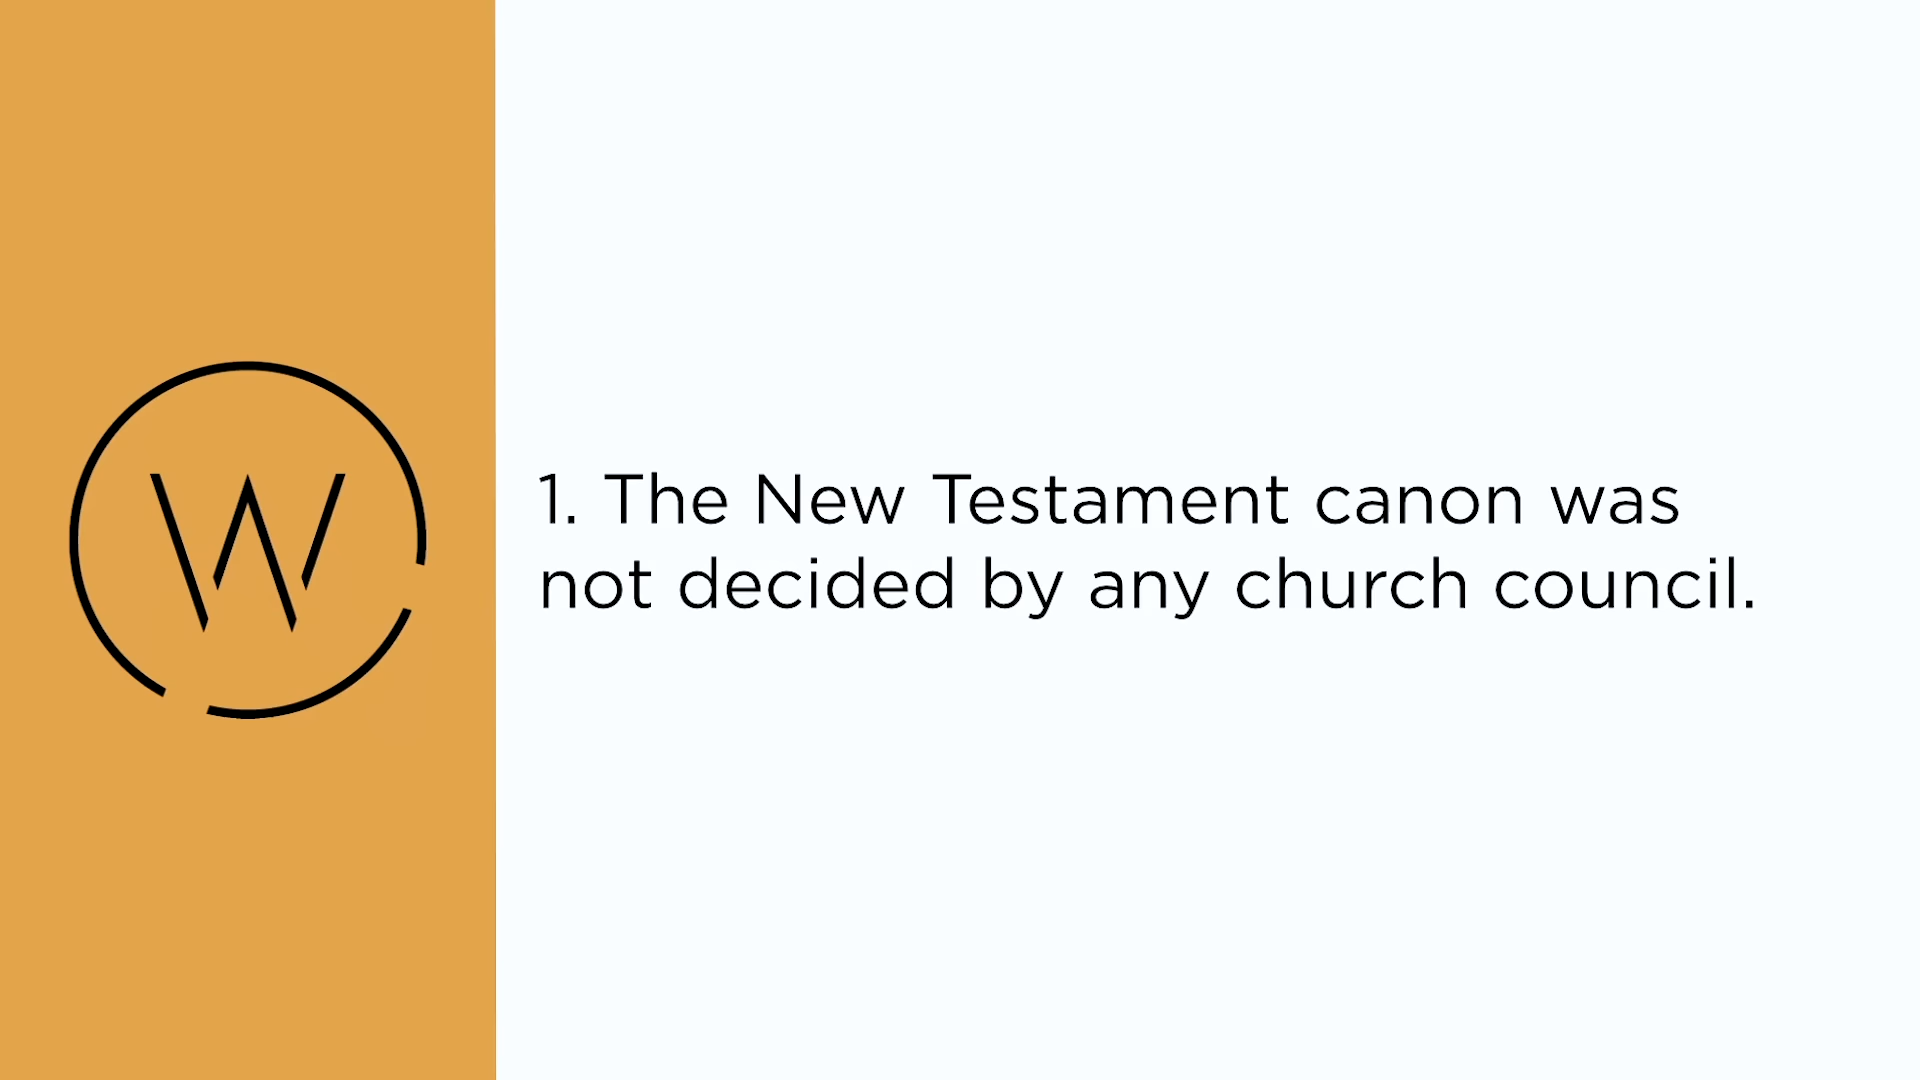 W
1. The New Testament canon was
not decided by any church council.